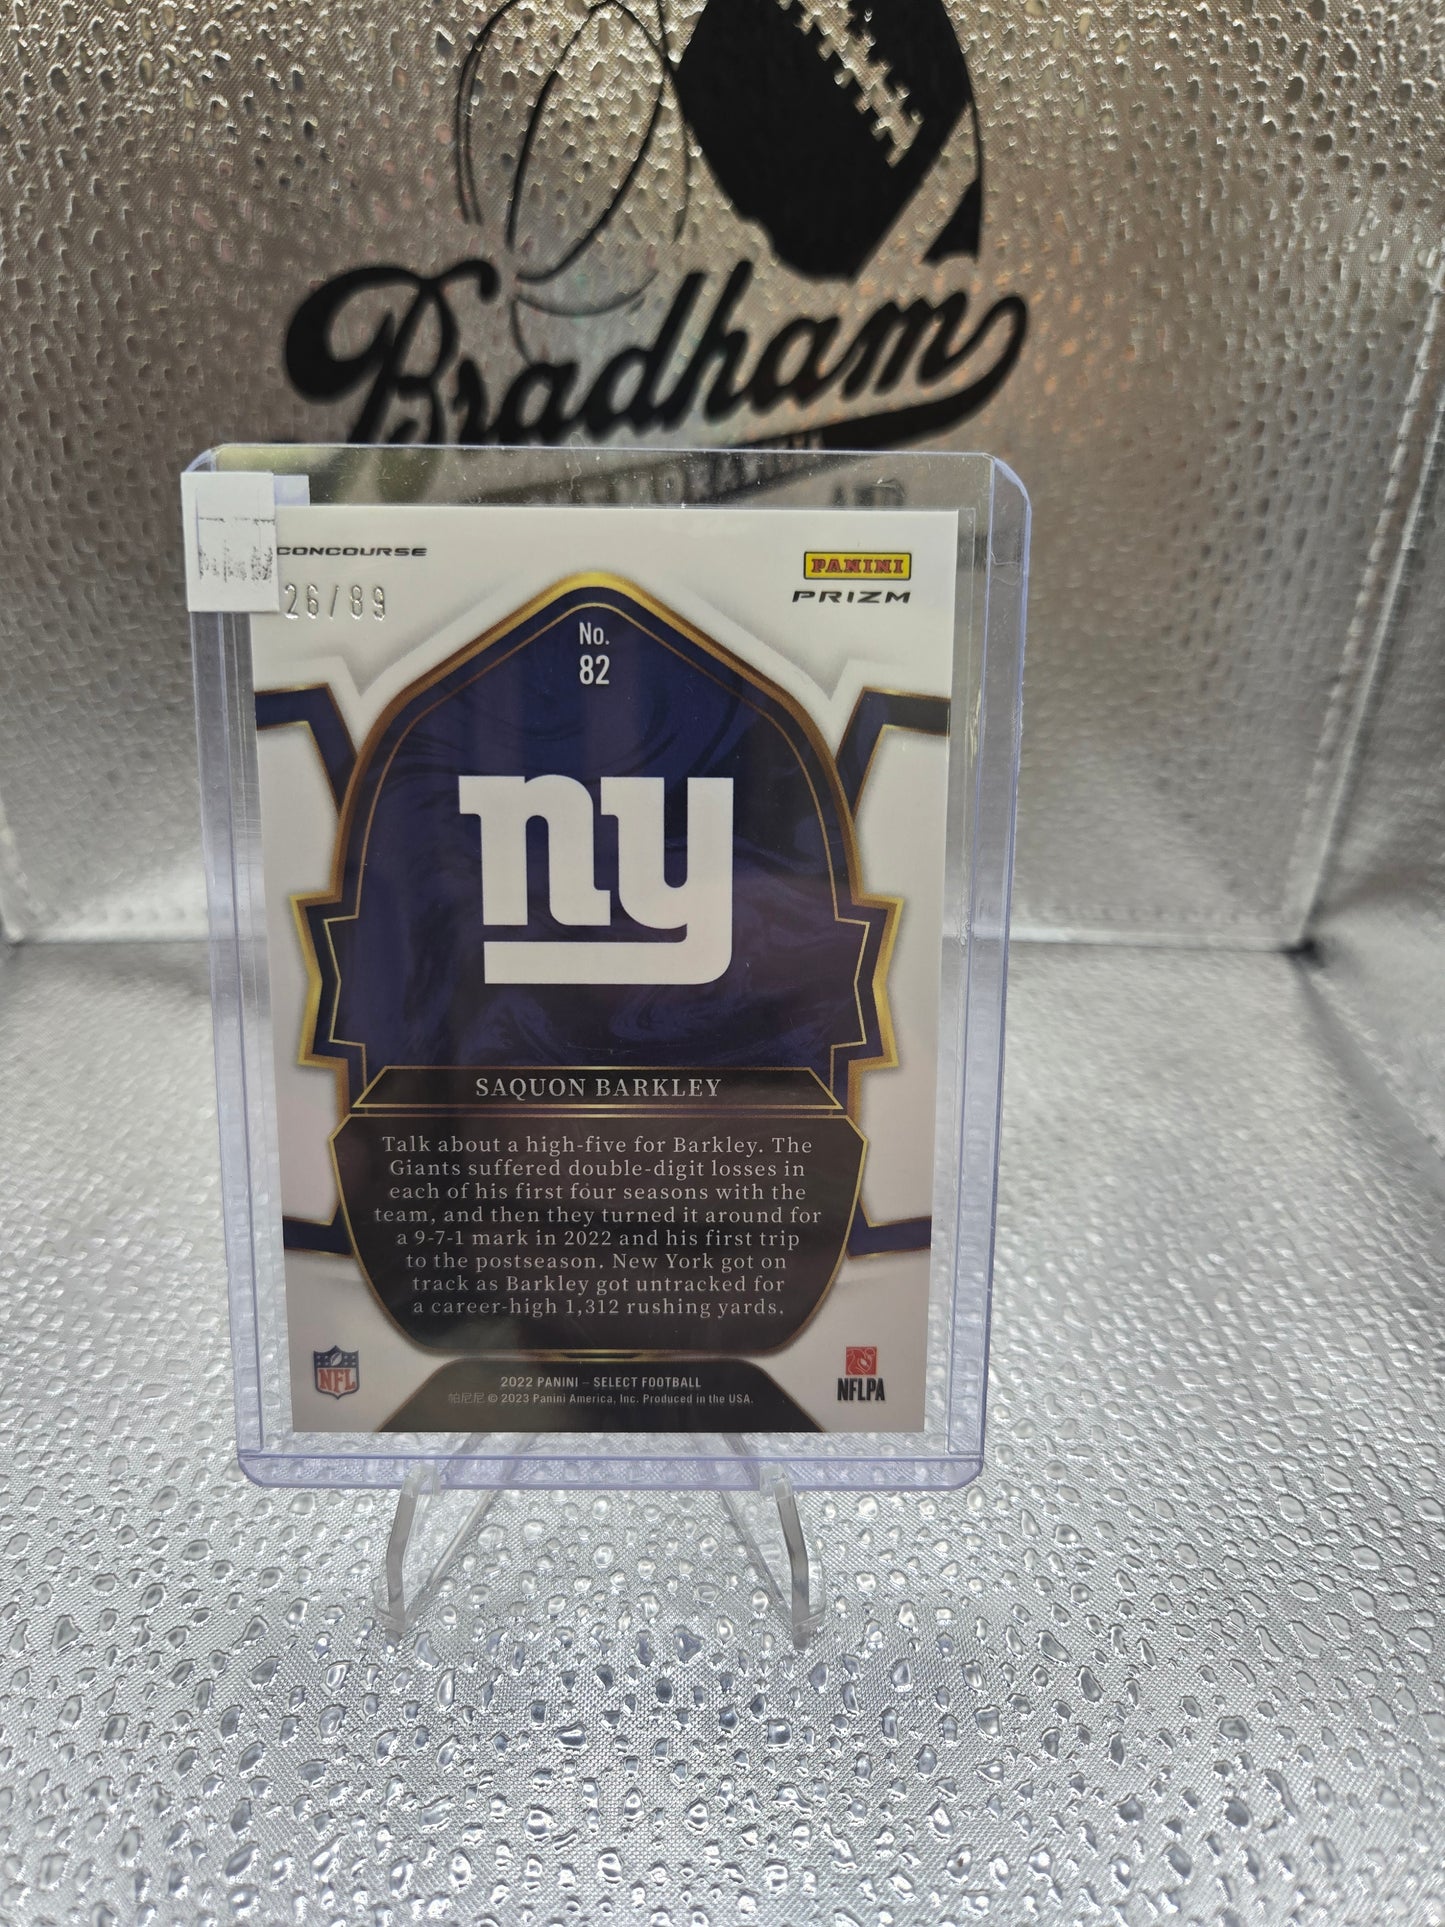 Bradham
AND
CONCOURSE
26/89
PANINI
PRIZM
No.
82
ny
SAQUON BARKLEY
Talk about a high-five for Barkley. The
Giants suffered double-digit losses in
each of his first four seasons with the
team, and then they turned it around for
a 9-7-1 mark in 2022 and his first trip
to the postseason. New York got on
track as Barkley got untracked for
a career-high 1,312 rushing yards.
NFL
NFLPA
2022 PANINI – SELECT FOOTBALL
帕尼尼 © 2023 Panini America, Inc. Produced in the USA.